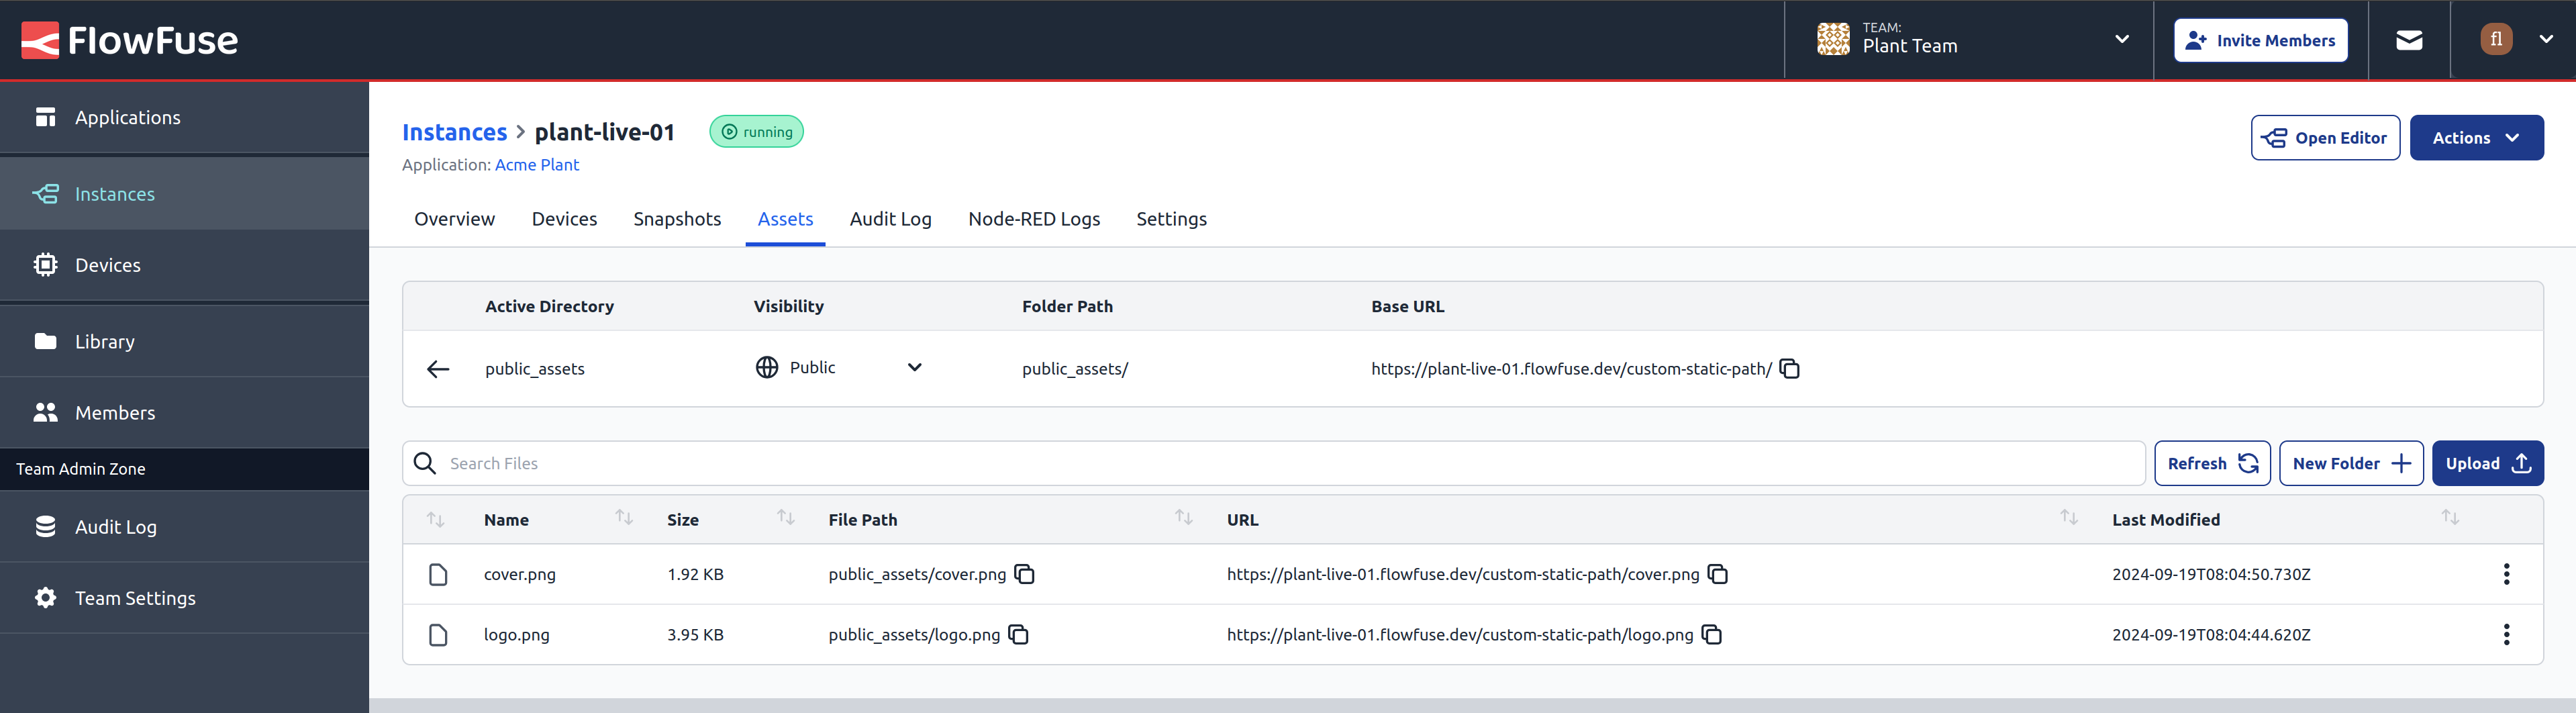 FlowFuse
TEAM:
Plant Team
Invite Members
fl
Applications
Instances
Devices
Library
Members
Team Admin Zone
Audit Log
Team Settings
Instances > plant-live-01 running
Application: Acme Plant
Open Editor
Actions
Overview Devices Snapshots Assets Audit Log Node-RED Logs Settings
Active Directory Visibility Folder Path Base URL
public_assets Public public_assets/ https://plant-live-01.flowfuse.dev/custom-static-path/
Search Files Refresh New Folder Upload
Name Size File Path URL Last Modified
cover.png 1.92 KB public_assets/cover.png https://plant-live-01.flowfuse.dev/custom-static-path/cover.png 2024-09-19T08:04:50.730Z
logo.png 3.95 KB public_assets/logo.png https://plant-live-01.flowfuse.dev/custom-static-path/logo.png 2024-09-19T08:04:44.620Z